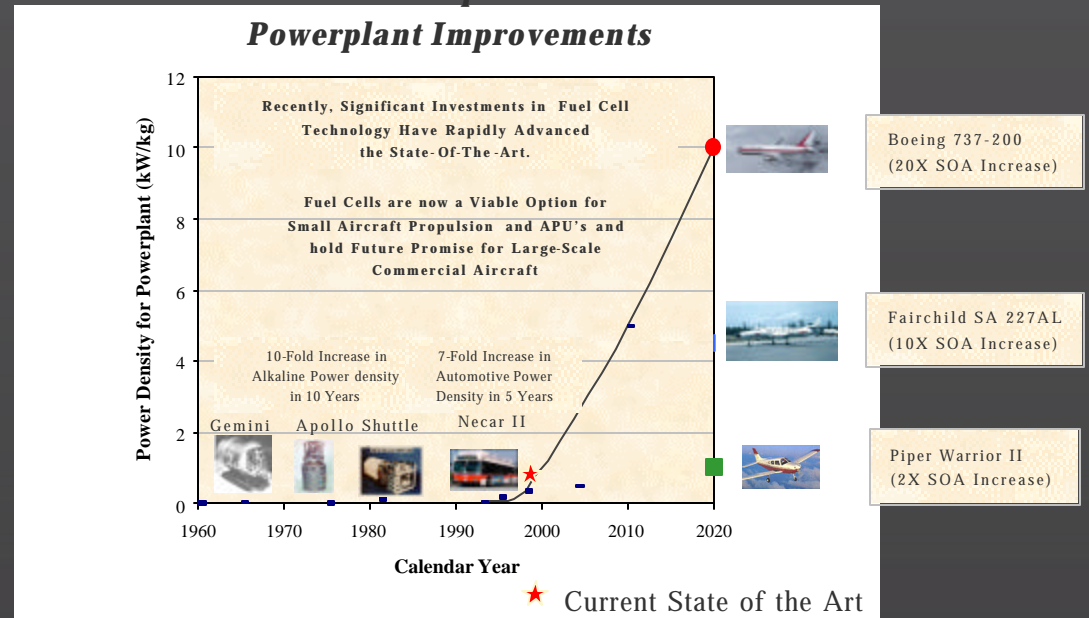 Powerplant Improvements
Power Density for Powerplant (kW/kg)
12
10
8
6
4
2
0
Recently, Significant Investments in Fuel Cell
Technology Have Rapidly Advanced
the State-Of-The-Art.
Fuel Cells are now a Viable Option for
Small Aircraft Propulsion and APU's and
hold Future Promise for Large-Scale
Commercial Aircraft
10-Fold Increase in
Alkaline Power density
in 10 Years
7-Fold Increase in
Automotive Power
Density in 5 Years
Gemini
Apollo
Shuttle
Necar II
1960
1970
1980
1990
2000
2010
2020
Calendar Year
Boeing 737-200
(20X SOA Increase)
Fairchild SA 227AL
(10X SOA Increase)
Piper Warrior II
(2X SOA Increase)
Current State of the Art